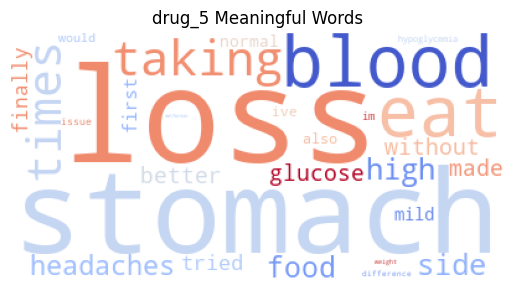 drug_5 Meaningful Words
would
normal
hypoglycemia
finally
times
taking
blood
first
loss
eat
issue
ive
im
also
without
better
glucose
high
made
stomach
mild
headaches
tried
food
weight
difference
side